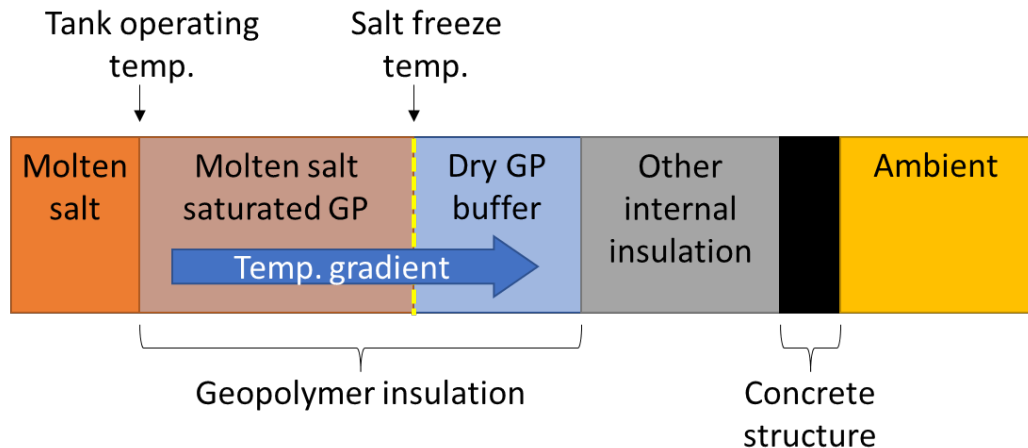 Tank operating
temp.
Salt freeze
temp.
Molten
salt
Molten salt
saturated GP
Dry GP
buffer
Other
internal
insulation
Ambient
Temp. gradient
Geopolymer insulation
Concrete
structure